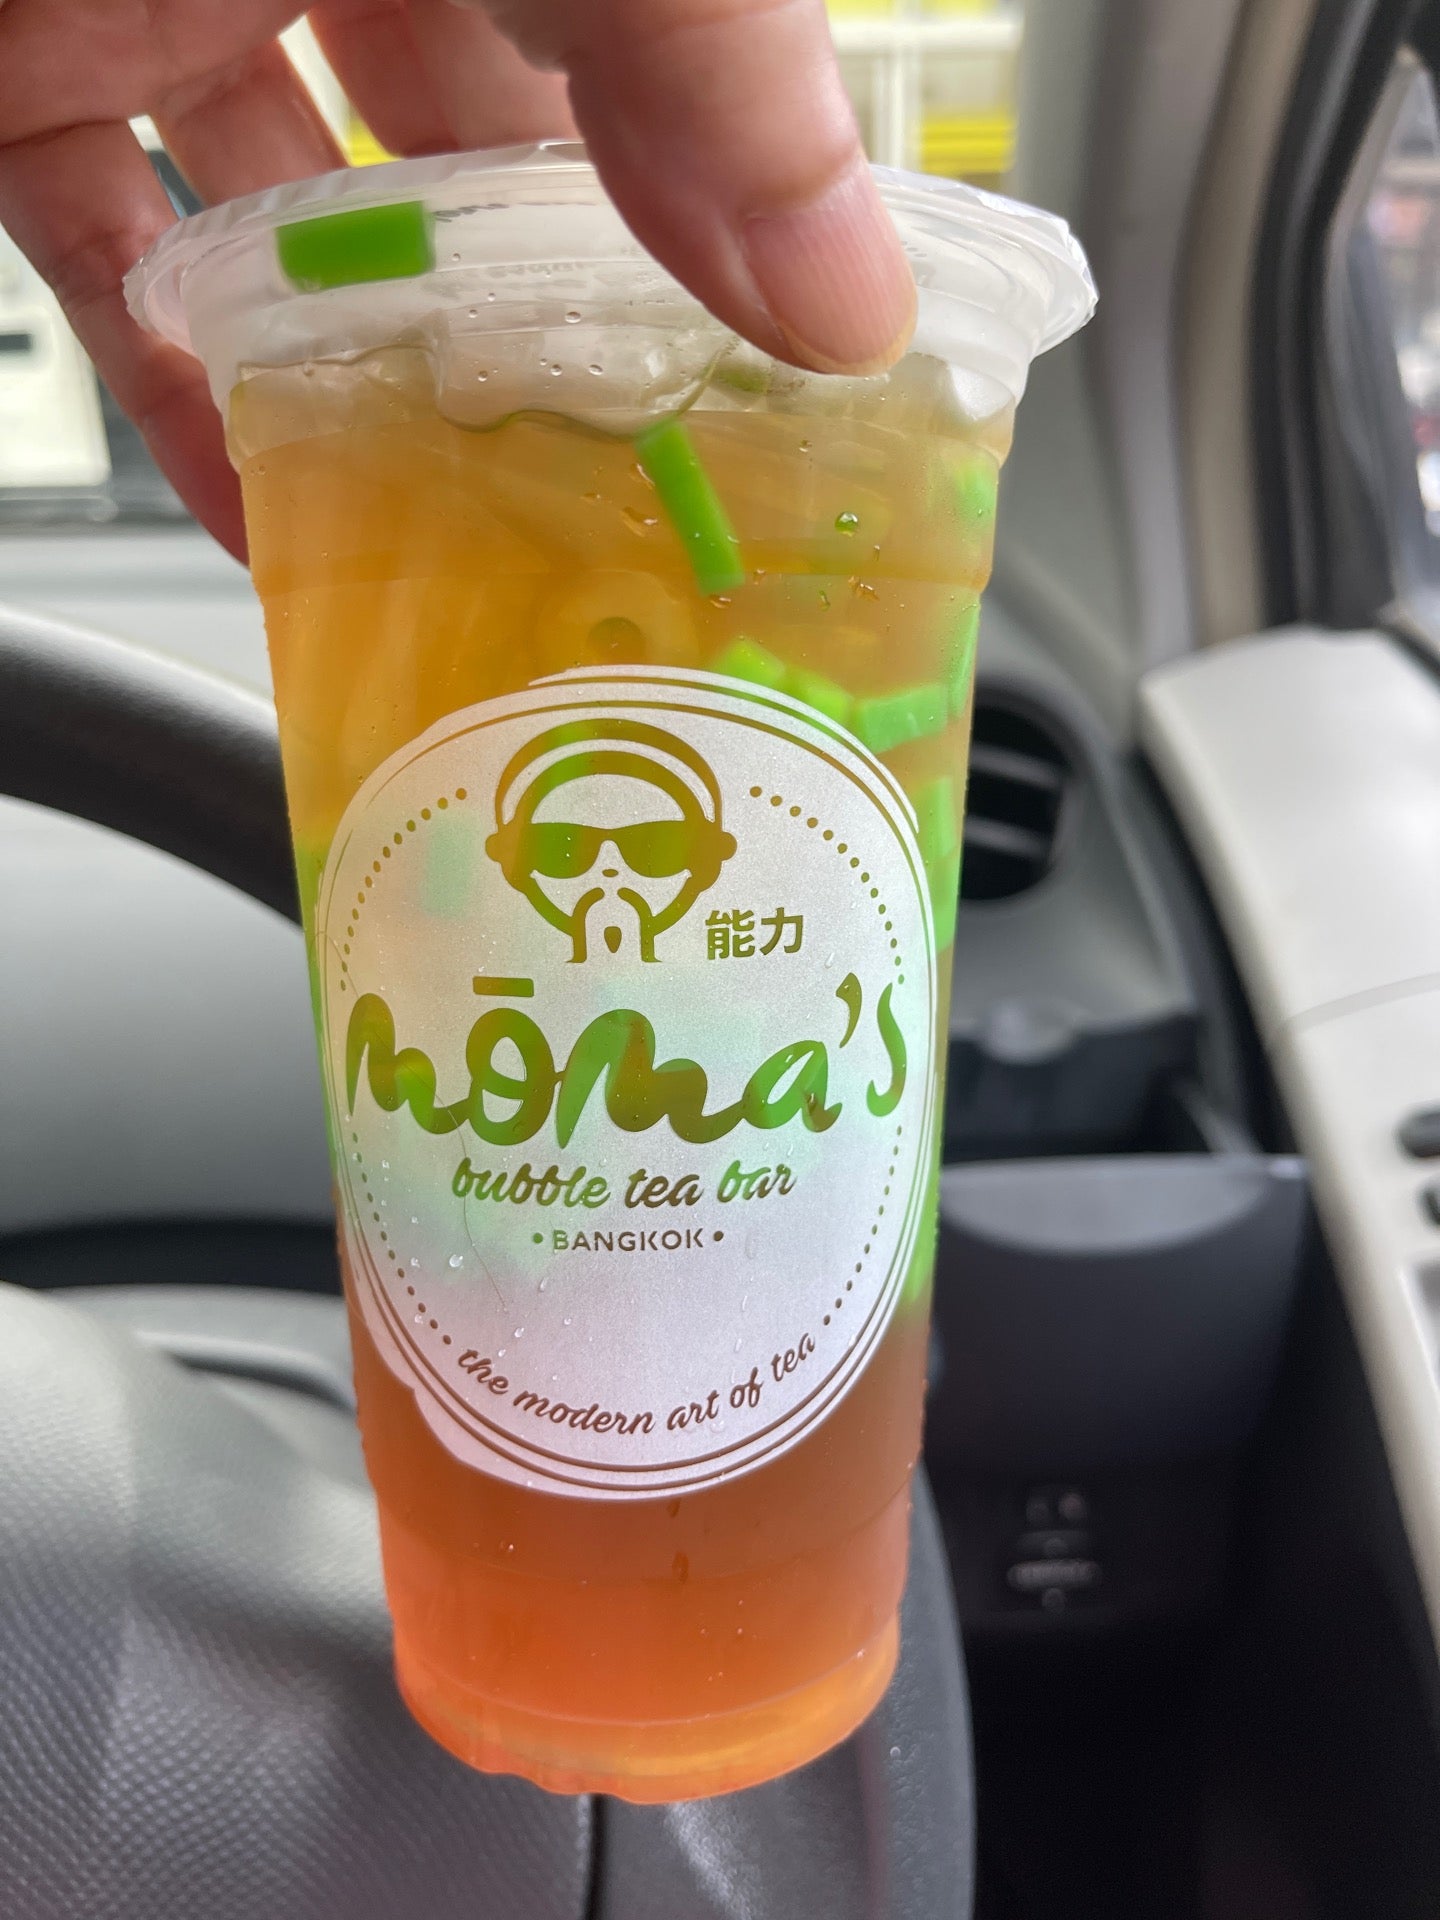 能力
mōma's
bubble tea bar
• BANGKOK •
the modern art of tea